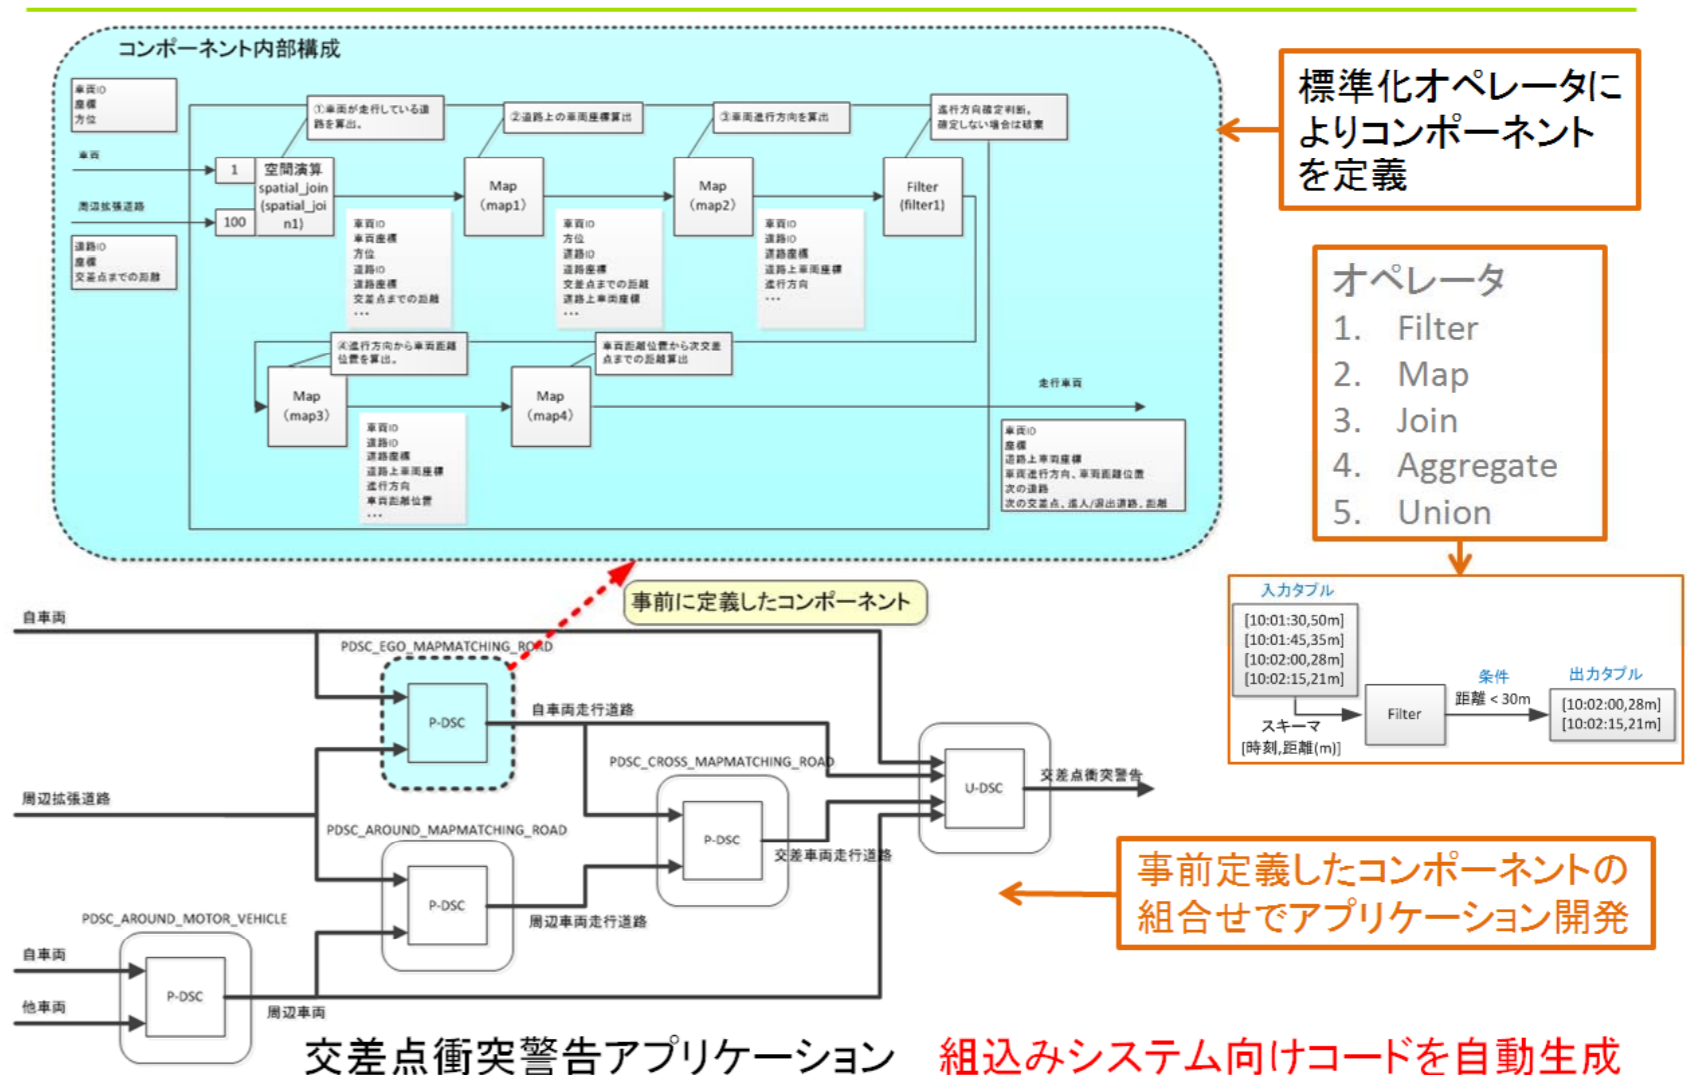 コンポーネント内部構成
車両ID
座標
方位
①車両が走行している道
路を算出。
②道路上の車両座標算出
③車両進行方向を算出
進行方向確定判断。
確定しない場合は破棄
車両
1
空間演算
spatial_join
(spatial_joi
n1)
周辺拡張道路
100
Map
(map1)
Map
(map2)
Filter
(filter1)
道路ID
座標
交差点までの距離
車両ID
車両座標
方位
道路ID
道路座標
交差点までの距離
・・・
車両ID
方位
道路ID
道路座標
交差点までの距離
道路上車両座標
車両ID
道路ID
道路座標
道路上車両座標
進行方向
・・・
④進行方向から車両距離
位置を算出。
車両距離位置から次交差
点までの距離算出
Map
(map3)
Map
(map4)
走行車両
車両ID
道路ID
道路座標
道路上車両座標
進行方向
車両距離位置
・・・
車両ID
座標
道路上車両座標
車両進行方向、車両距離位置
次の道路
次の交差点、進入/退出道路、距離
標準化オペレータに
よりコンポーネント
を定義
オペレータ
1. Filter
2. Map
3. Join
4. Aggregate
5. Union
入力タプル
[10:01:30,50m]
[10:01:45,35m]
[10:02:00,28m]
[10:02:15,21m]
スキーマ
[時刻,距離(m)]
Filter
条件
距離 < 30m
出力タプル
[10:02:00,28m]
[10:02:15,21m]
事前に定義したコンポーネント
自車両
PDSC_EGO_MAPMATCHING_ROAD
P-DSC
自車両走行道路
周辺拡張道路
PDSC_CROSS_MAPMATCHING_ROAD
P-DSC
交差車両走行道路
U-DSC
交差点衝突警告
PDSC_AROUND_MAPMATCHING_ROAD
P-DSC
周辺車両走行道路
PDSC_AROUND_MOTOR_VEHICLE
自車両
他車両
P-DSC
周辺車両
事前定義したコンポーネントの
組合せでアプリケーション開発
交差点衝突警告アプリケーション
組込みシステム向けコードを自動生成